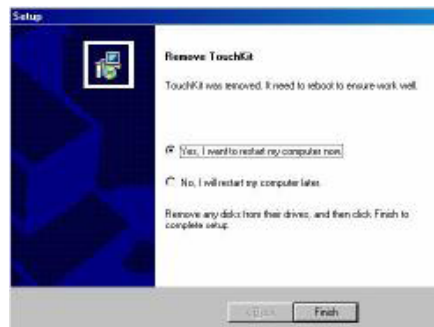 Setup
Remove TouchKit
TouchKit was removed. It need to reboot to ensure work well.
Yes, I want to restart my computer now.
No, I will restart my computer later.
Remove any disks from their drives, and then click Finish to
complete setup.
< Back
Finish